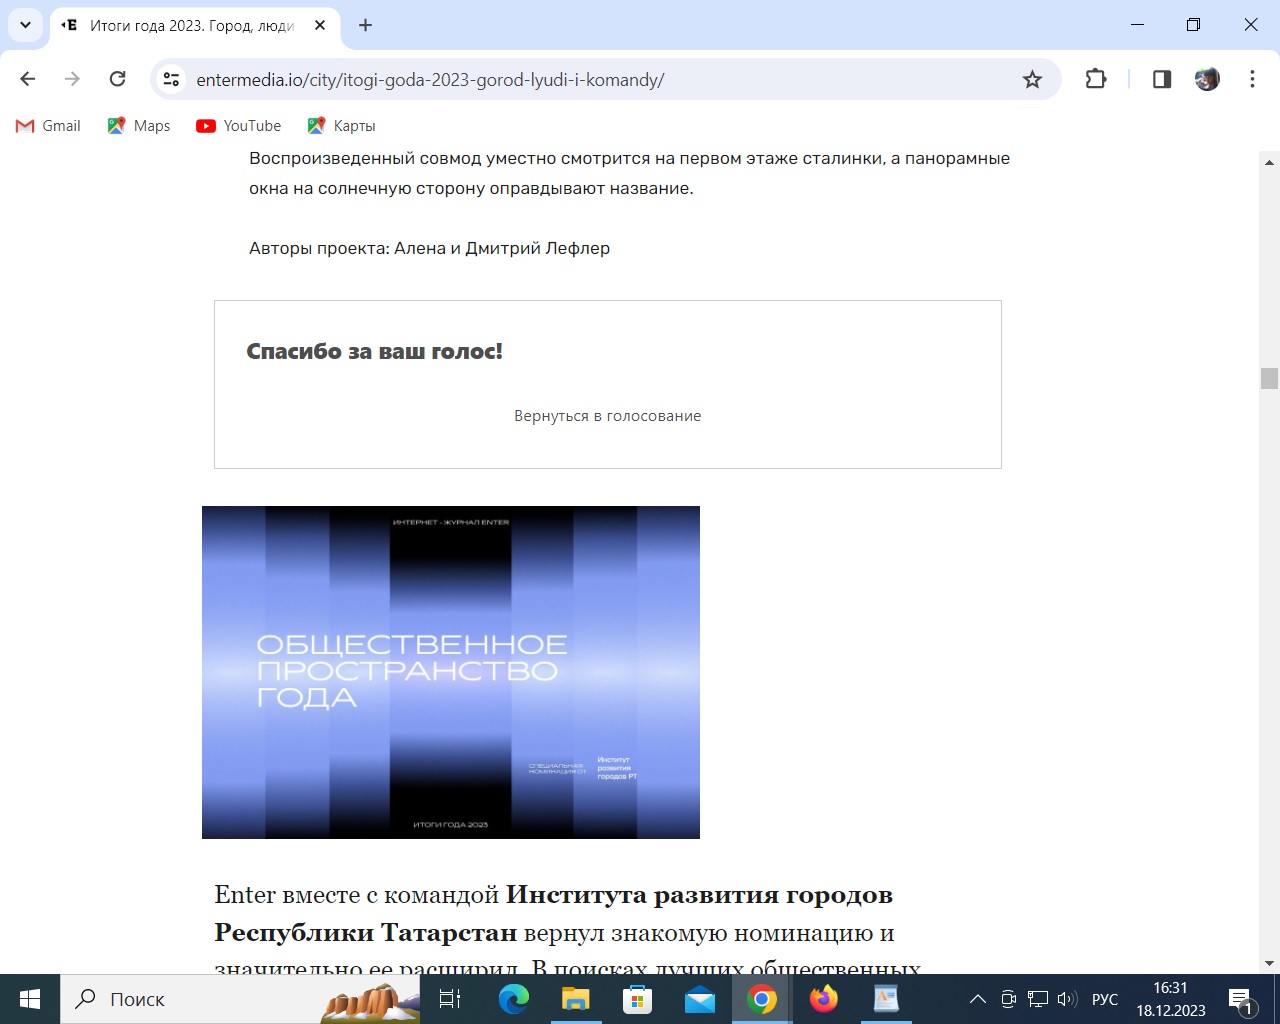 Итоги года 2023. Город, люди
entermedia.io/city/itogi-goda-2023-gorod-lyudi-i-komandy/
Gmail
Maps
YouTube
Карты
Воспроизведенный совмод уместно смотрится на первом этаже сталинки, а панорамные
окна на солнечную сторону оправдывают название.
Авторы проекта: Алена и Дмитрий Лефлер
Спасибо за ваш голос!
Вернуться в голосование
ИНТЕРНЕТ - ЖУРНАЛ ENTER
ОБЩЕСТВЕННОЕ
ПРОСТРАНСТВО
ГОДА
СПЕЦИАЛЬНАЯ
НОМИНАЦИЯ ОТ
Институт
развития
городов РТ
ИТОГИ ГОДА 2023
Enter вместе с командой Института развития городов
Республики Татарстан вернул знакомую номинацию и
значительно ее расширил. В поисках лучших общественных
Поиск
РУС
16:31
18.12.2023
1